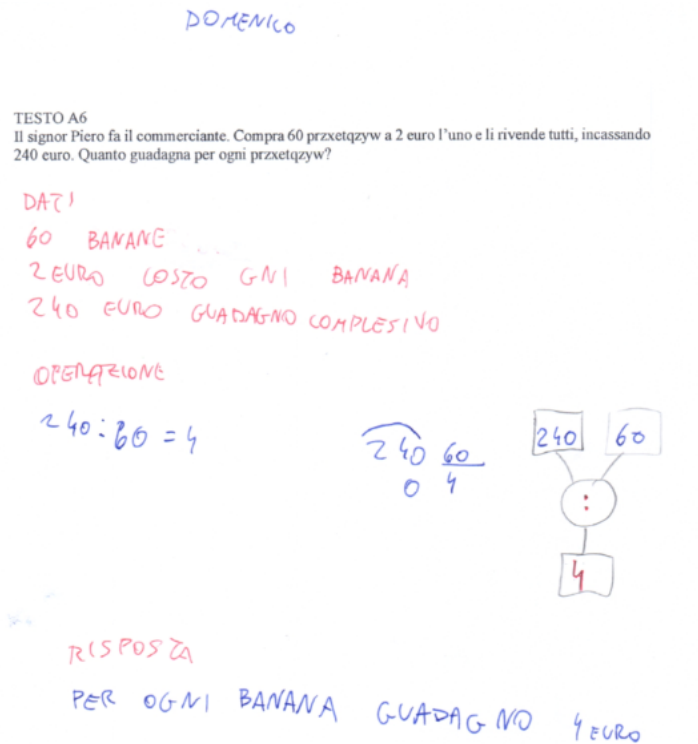 DOMENICO
TESTO A6
Il signor Piero fa il commerciante. Compra 60 przxetqzyw a 2 euro l'uno e li rivende tutti, incassando
240 euro. Quanto guadagna per ogni przxetqzyw?
DATI
60 BANANE
2 EURO COSTO GNI BANANA
240 EURO GUADAGNO COMPLESIVO
OPERAZIONE
240:60=4
240 60
0 4
240 60
:
4
RISPOSTA
PER OGNI BANANA GUADAGNO 4 EURO